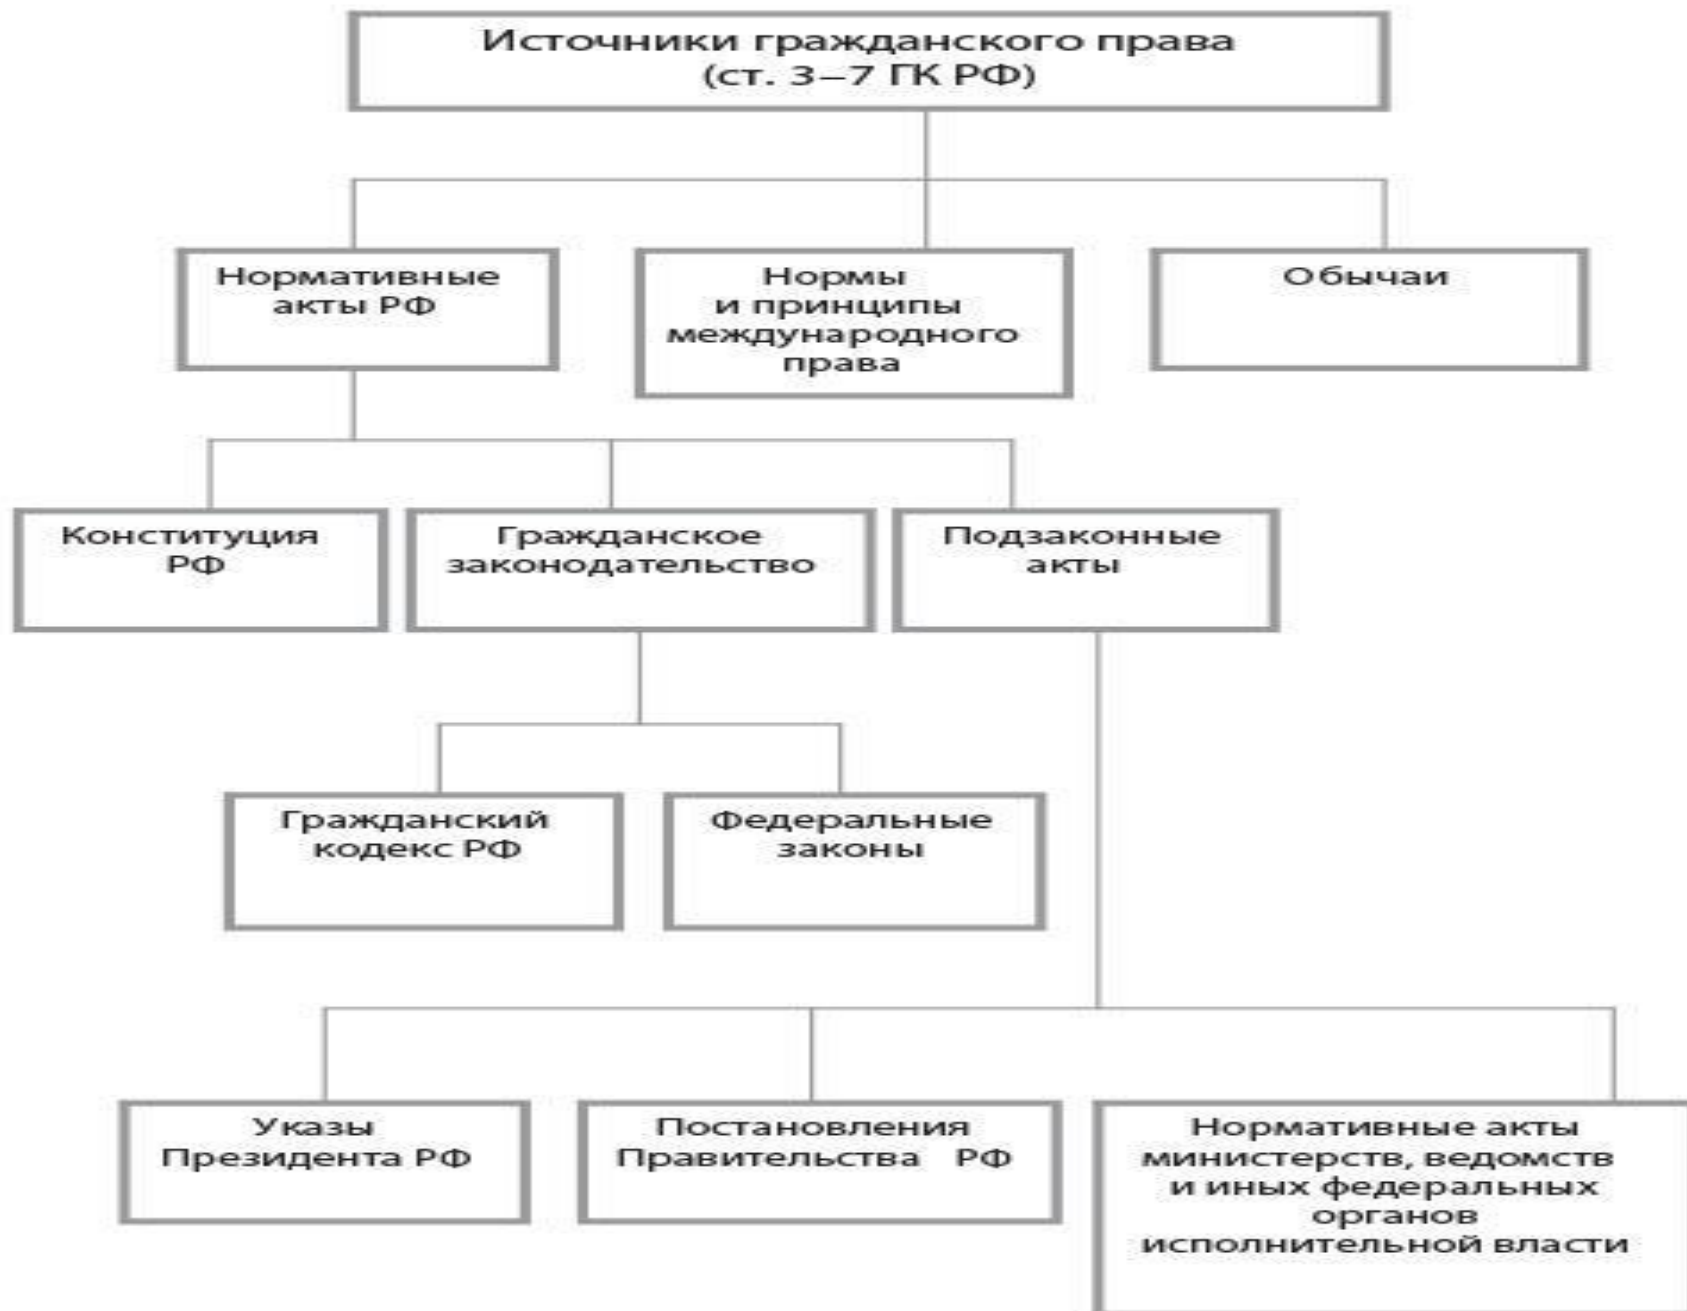 Источники гражданского права
(ст. 3–7 ГК РФ)
Нормативные
акты РФ
Нормы
и принципы
международного
права
Обычаи
Конституция
РФ
Гражданское
законодательство
Подзаконные
акты
Гражданский
кодекс РФ
Федеральные
законы
Указы
Президента РФ
Постановления
Правительства РФ
Нормативные акты
министерств, ведомств
и иных федеральных
органов
исполнительной власти